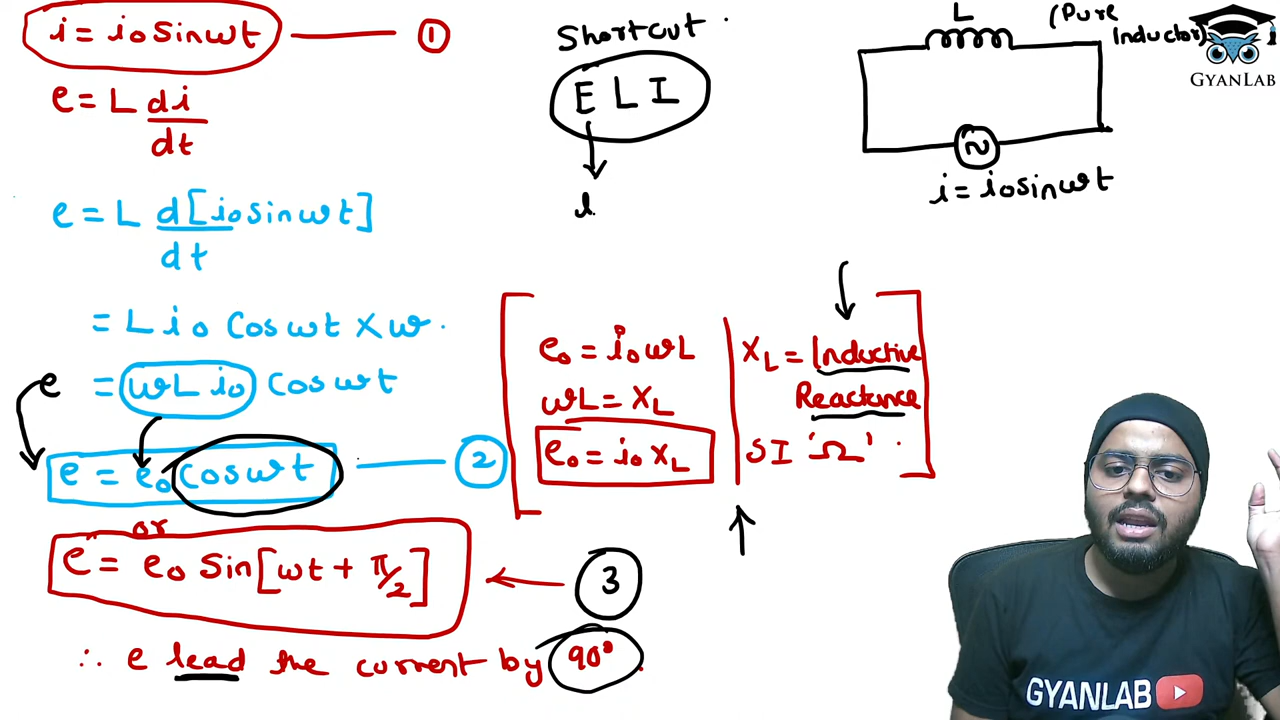 i = i₀ sinωt —— ①
e = L di
dt
e = L d[i₀ sinωt]
dt
= L i₀ cosωt × ω.
e = ωL i₀ cosωt
e = e₀ cosωt —— ②
or
e = e₀ sin[ωt + π/2] ← 3
∴ e lead the current by 90°.
Shortcut
E L I
l
e₀ = i₀ωL
ωL = X_L
e₀ = i₀ X_L
X_L = Inductive
Reactance
SI 'Ω'
L (Pure
Inductor)
~
i = i₀ sinωt
GYANLAB
GYANLAB